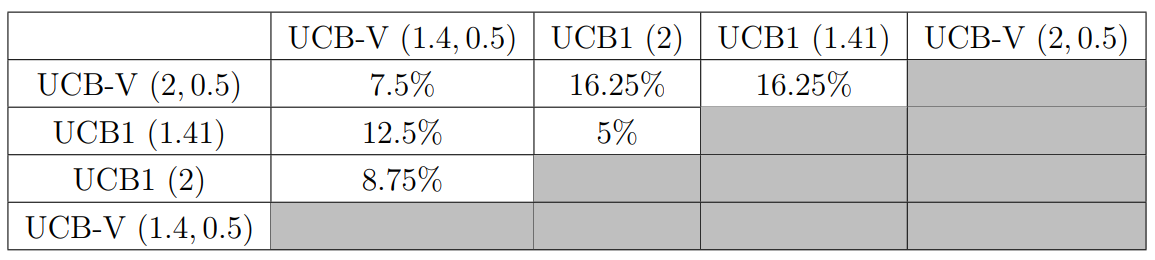 UCB-V (1.4, 0.5) UCB1 (2) UCB1 (1.41) UCB-V (2, 0.5)
UCB-V (2, 0.5) 7.5% 16.25% 16.25%
UCB1 (1.41) 12.5% 5%
UCB1 (2) 8.75%
UCB-V (1.4, 0.5)